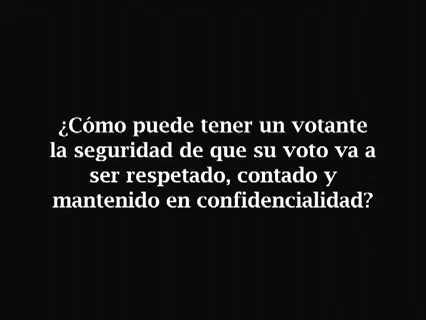 ¿Cómo puede tener un votante
la seguridad de que su voto va a
ser respetado, contado y
mantenido en confidencialidad?